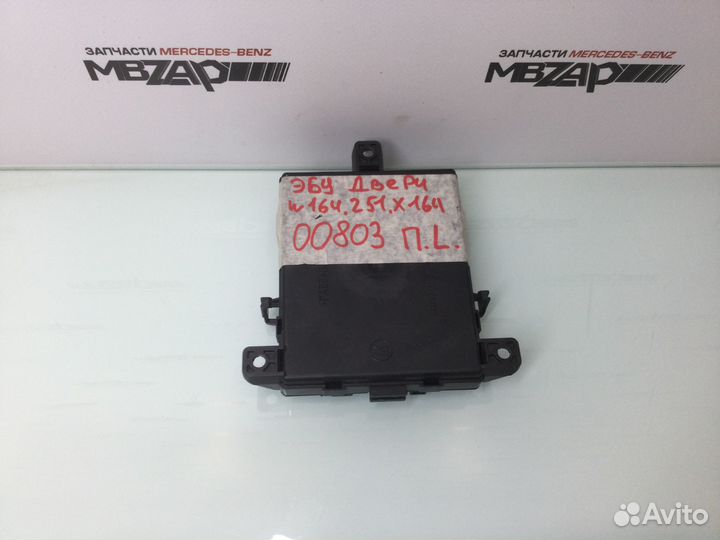 ЗАПЧАСТИ MERCEDES-BENZ
MBZAP
ЗАПЧАСТИ MERCEDES-BENZ
MBZAP
ЭБУ ДВЕРИ
W164.251.X164
00803 П.L.
Avito